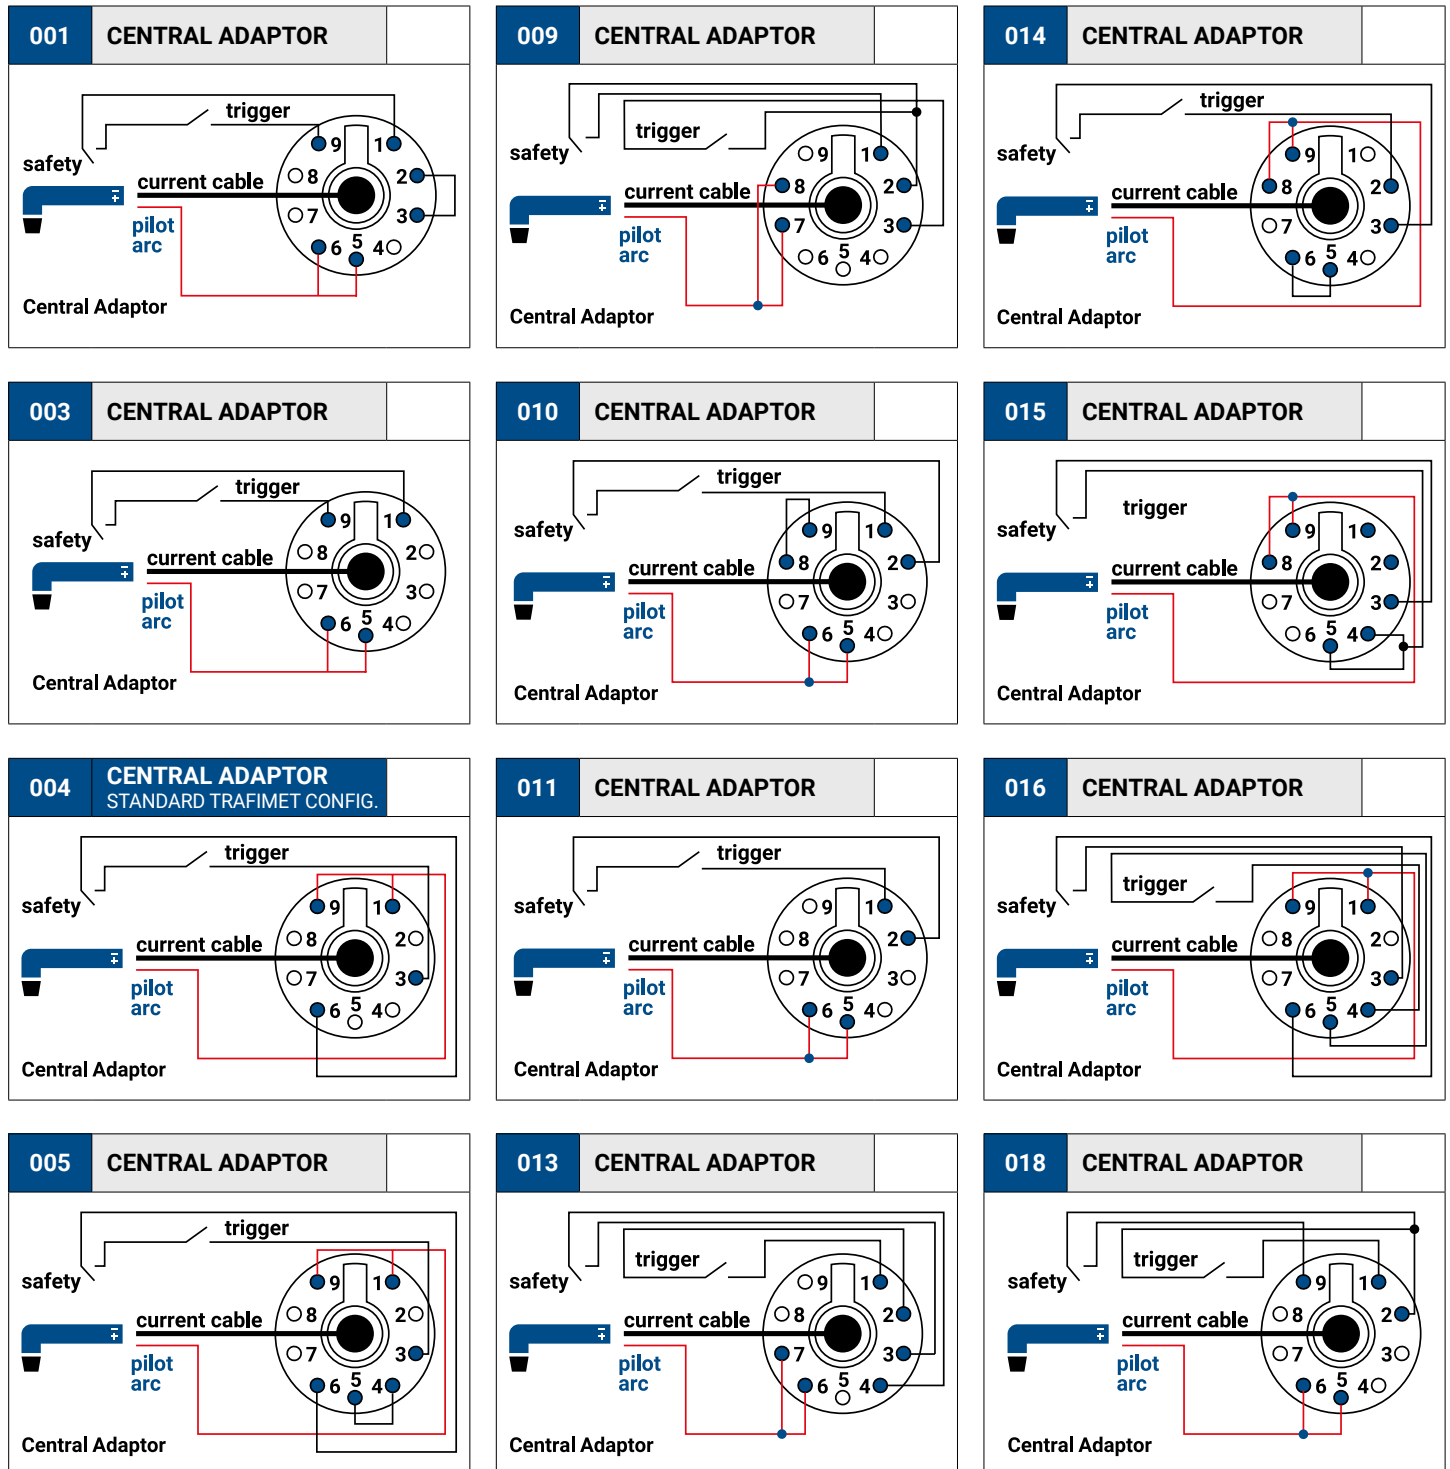 001 CENTRAL ADAPTOR
trigger
safety
9 1
8 2
current cable
7 3
pilot
arc
6 5 4
Central Adaptor
009 CENTRAL ADAPTOR
trigger
safety
9 1
8 2
current cable
7 3
pilot
arc
6 5 4
Central Adaptor
014 CENTRAL ADAPTOR
trigger
safety
9 1
8 2
current cable
7 3
pilot
arc
6 5 4
Central Adaptor
003 CENTRAL ADAPTOR
trigger
9 1
safety
8 2
current cable
7 3
pilot
arc
6 5 4
Central Adaptor
010 CENTRAL ADAPTOR
trigger
safety
9 1
8 2
current cable
7 3
pilot
arc
6 5 4
Central Adaptor
015 CENTRAL ADAPTOR
trigger
safety
9 1
8 2
current cable
7 3
pilot
arc
6 5 4
Central Adaptor
004 CENTRAL ADAPTOR
STANDARD TRAFIMET CONFIG.
trigger
safety
9 1
8 2
current cable
7 3
pilot
arc
6 5 4
Central Adaptor
011 CENTRAL ADAPTOR
trigger
safety
9 1
8 2
current cable
7 3
pilot
arc
6 5 4
Central Adaptor
016 CENTRAL ADAPTOR
trigger
safety
9 1
8 2
current cable
7 3
pilot
arc
6 5 4
Central Adaptor
005 CENTRAL ADAPTOR
trigger
safety
9 1
8 2
current cable
7 3
pilot
arc
6 5 4
Central Adaptor
013 CENTRAL ADAPTOR
trigger
safety
9 1
8 2
current cable
7 3
pilot
arc
6 5 4
Central Adaptor
018 CENTRAL ADAPTOR
trigger
safety
9 1
8 2
current cable
7 3
pilot
arc
6 5 4
Central Adaptor